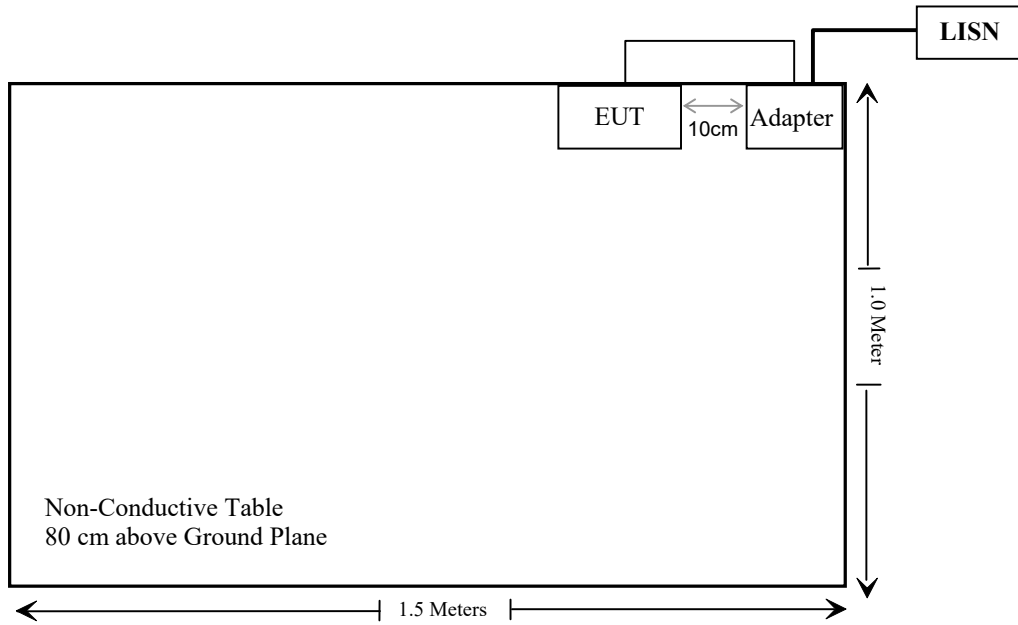 LISN
EUT
10cm
Adapter
1.0 Meter
Non-Conductive Table
80 cm above Ground Plane
1.5 Meters